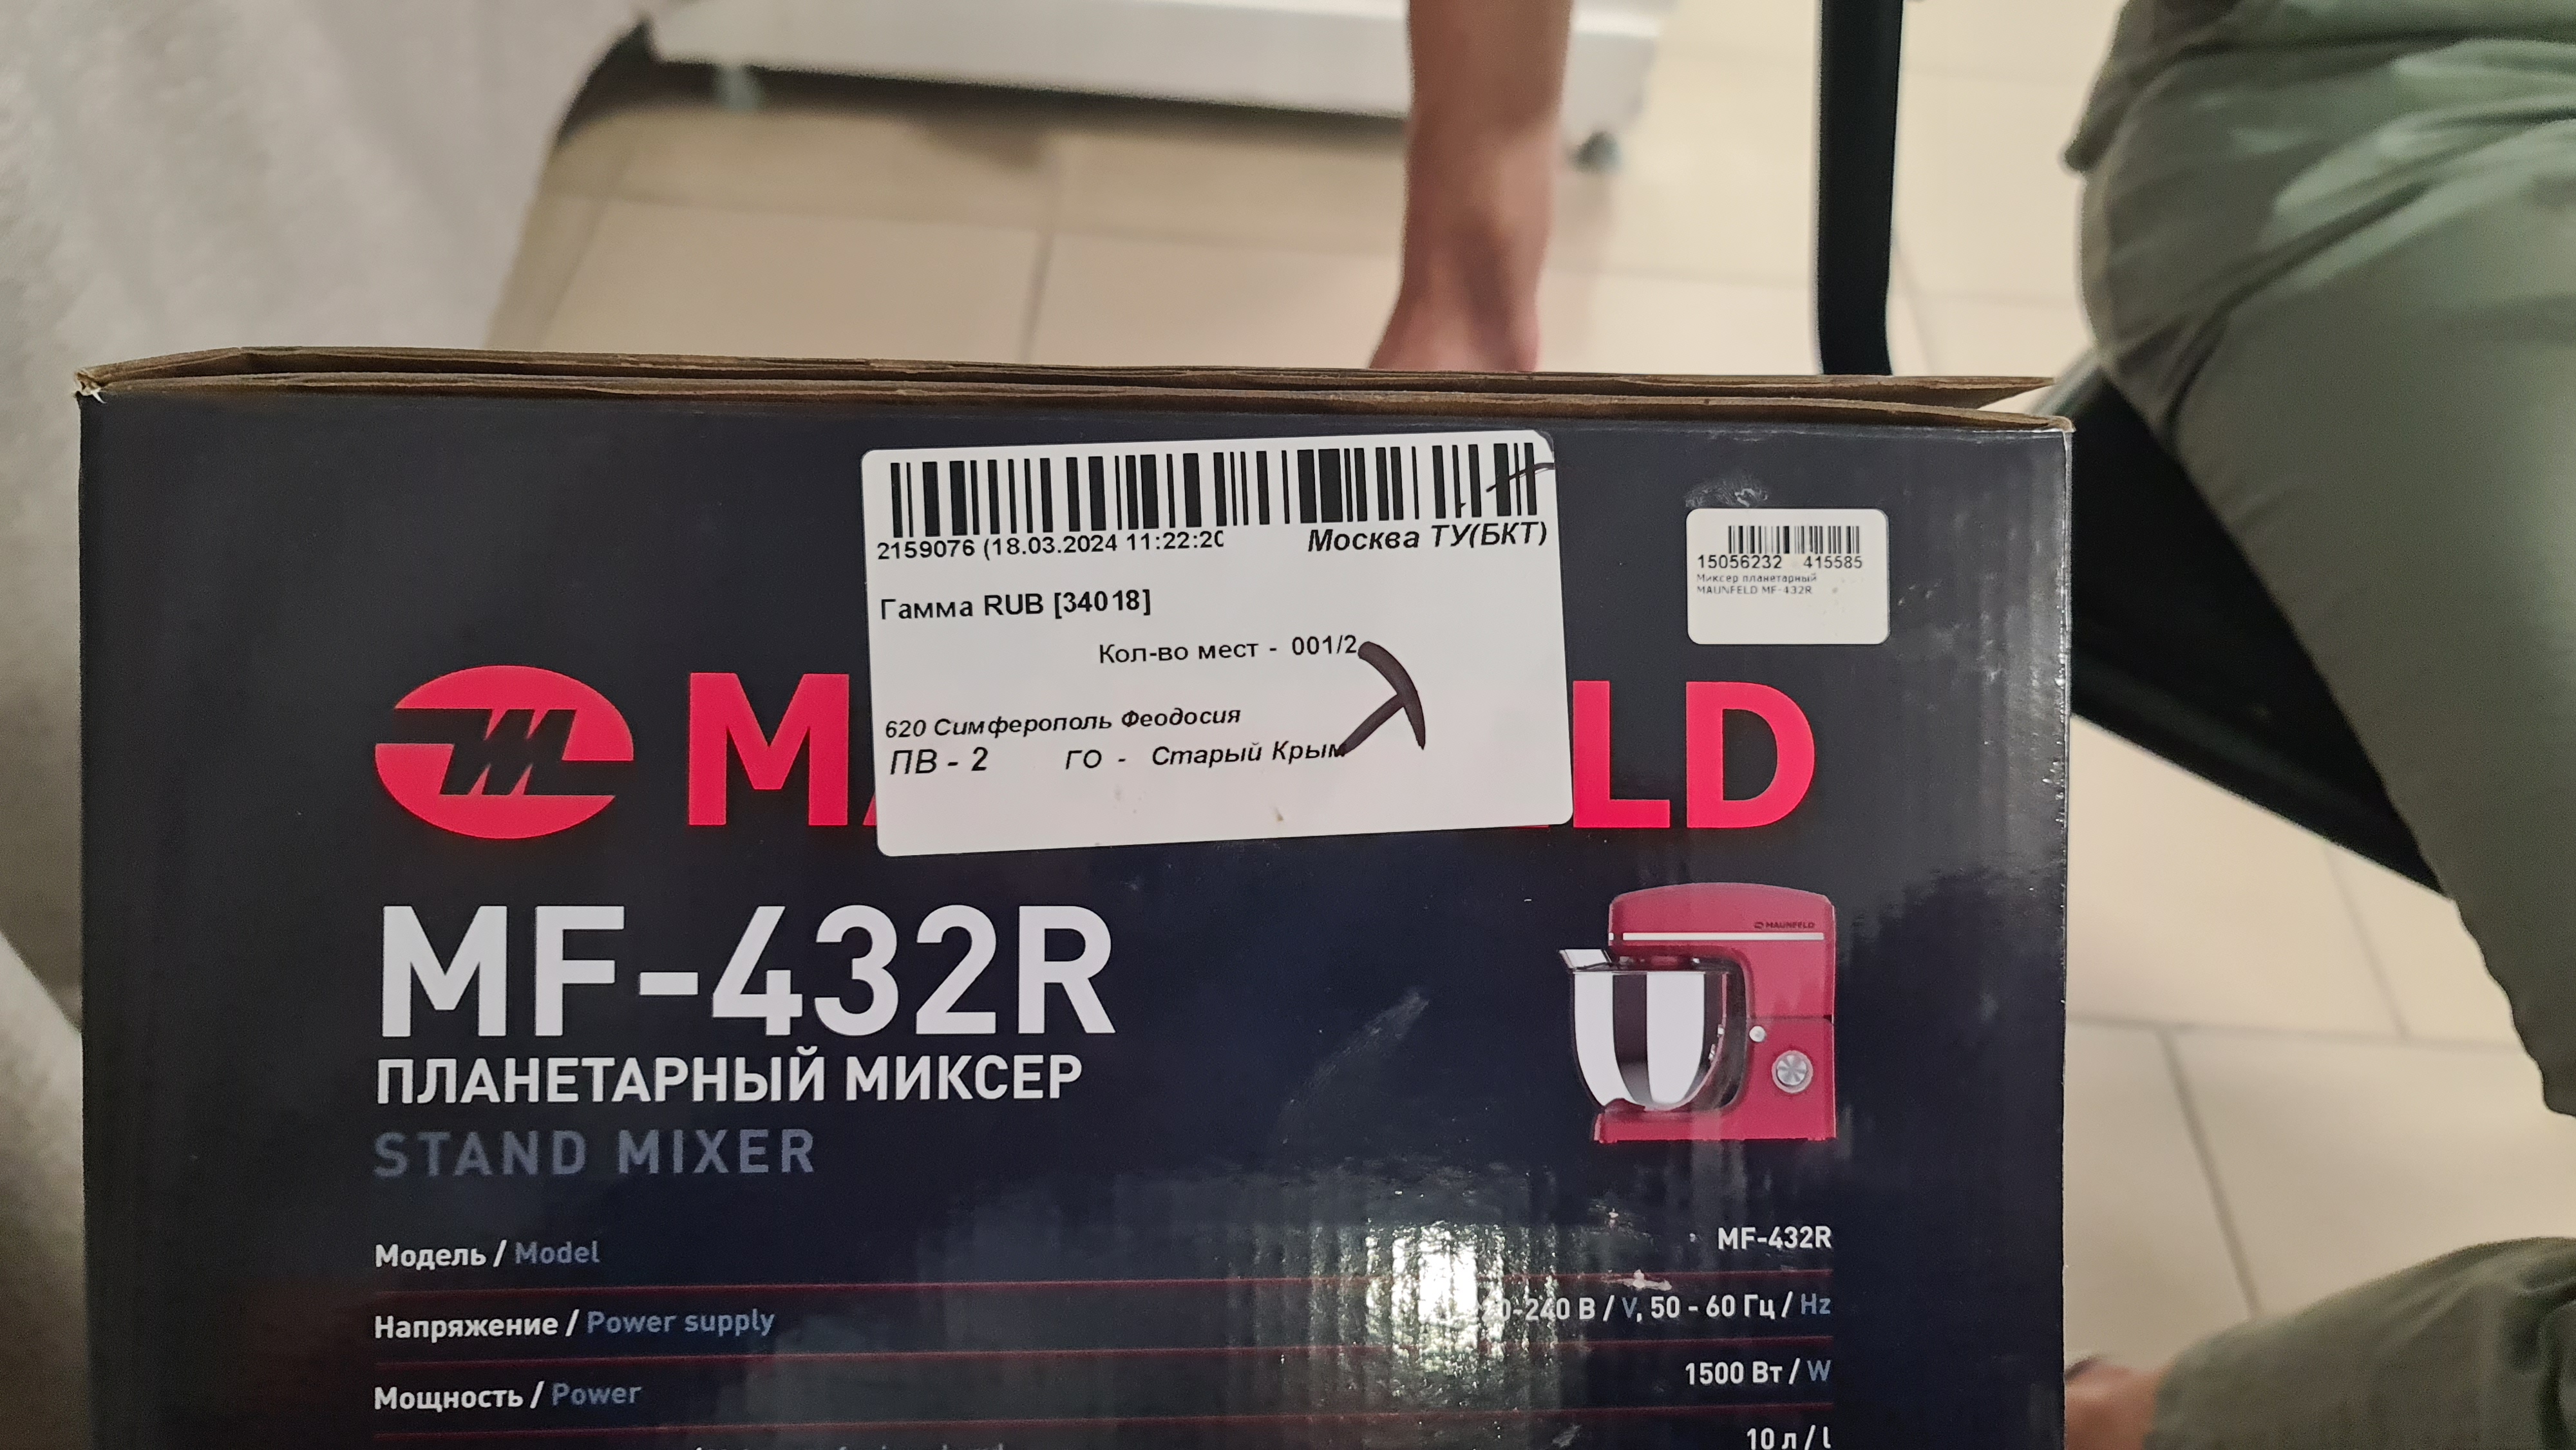 2159076 (18.03.2024 11:22:20
Москва ТУ(БКТ)
Гамма RUB [34018]
Кол-во мест - 001/2
620 Симферополь Феодосия
ПВ - 2 ГО - Старый Крым
15056232 415585
Миксер планетарный
MAUNFELD MF-432R
M LD
MF-432R
ПЛАНЕТАРНЫЙ МИКСЕР
STAND MIXER
MAUNFELD
Модель / Model MF-432R
Напряжение / Power supply 0-240 В / V, 50 - 60 Гц / Hz
Мощность / Power 1500 Вт / W
10 л / l